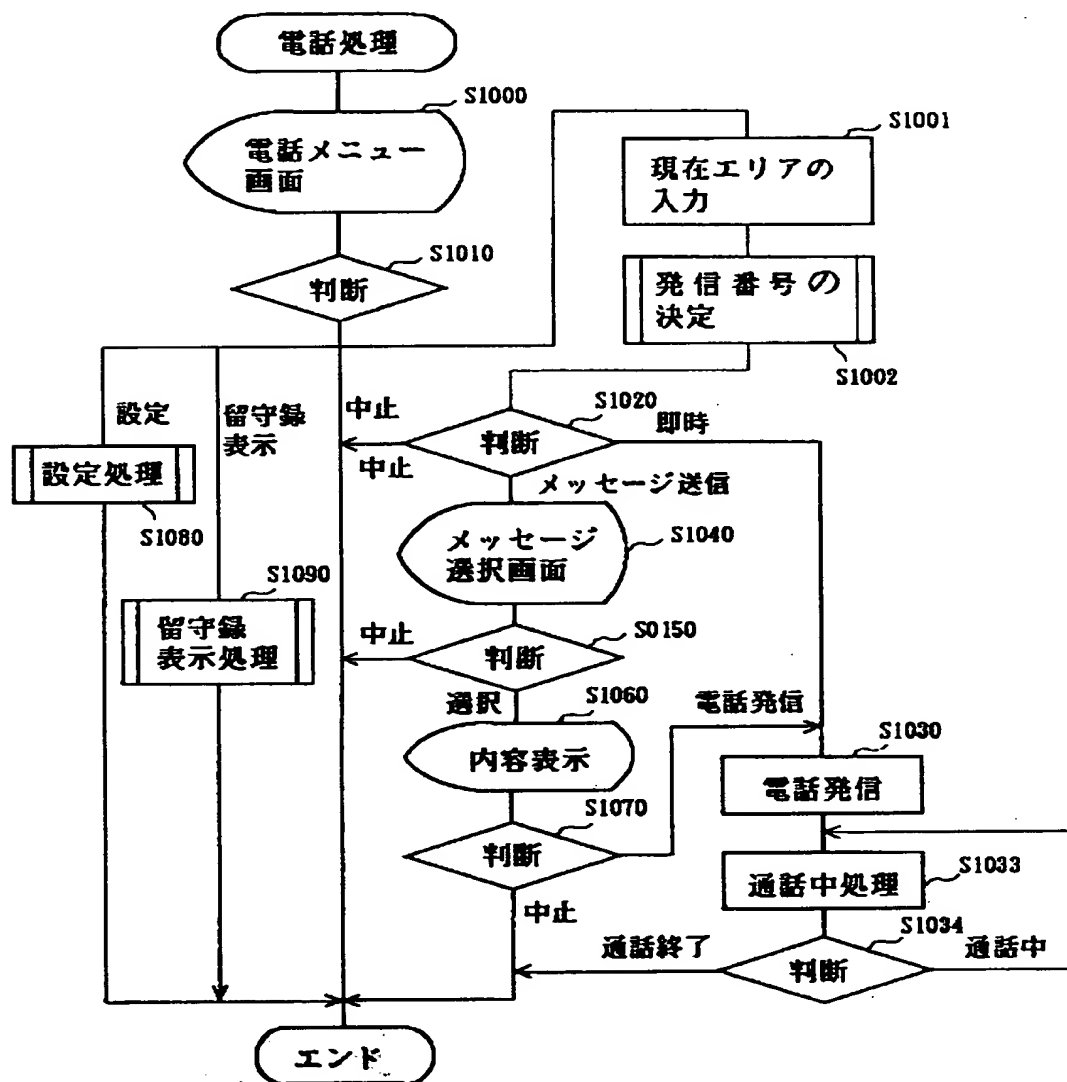 電話処理
S1000
電話メニュー
画面
S1010
判断
S1001
現在エリアの
入力
発信番号の
決定
S1002
設定
留守録
表示
中止
S1020
判断
即時
中止
メッセージ送信
設定処理
S1080
メッセージ
選択画面
S1040
S1090
留守録
表示処理
中止
S0150
判断
選択
S1060
内容表示
電話発信
S1030
電話発信
S1070
判断
通話中処理
S1033
中止
S1034
通話終了
判断
通話中
エンド